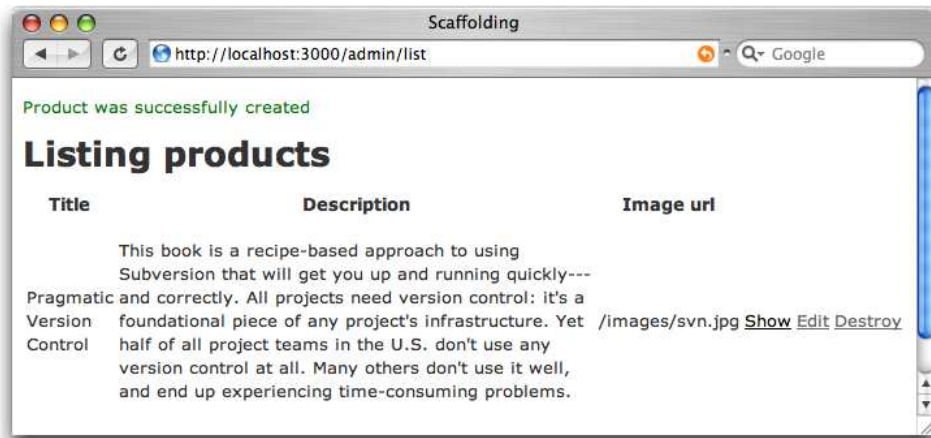 Scaffolding
http://localhost:3000/admin/list
Google
Product was successfully created
Listing products
Title Description Image url
This book is a recipe-based approach to using
Subversion that will get you up and running quickly---
Pragmatic and correctly. All projects need version control: it's a
Version foundational piece of any project's infrastructure. Yet /images/svn.jpg Show Edit Destroy
Control half of all project teams in the U.S. don't use any
version control at all. Many others don't use it well,
and end up experiencing time-consuming problems.